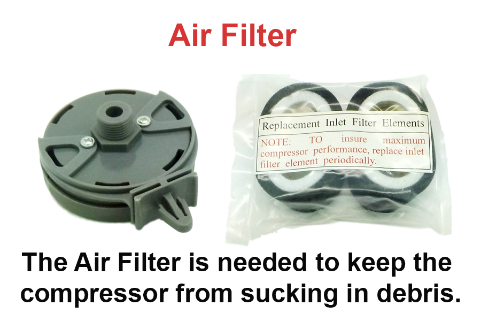 Air Filter
Replacement Inlet Filter Elements
NOTE: TO insure maximum
compressor performance, replace inlet
filter element periodically.
The Air Filter is needed to keep the
compressor from sucking in debris.